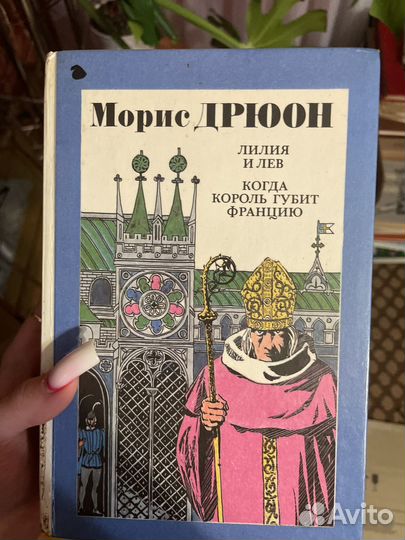 Морис ДРЮОН
ЛИЛИЯ
И ЛЕВ
КОГДА
КОРОЛЬ ГУБИТ
ФРАНЦИЮ
Avito